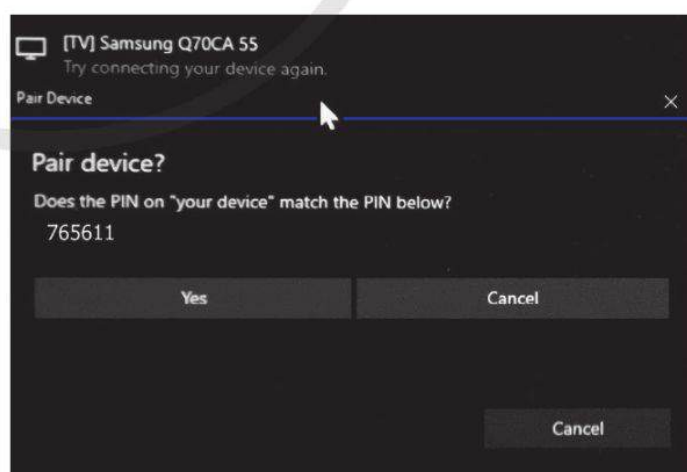 [TV] Samsung Q70CA 55
Try connecting your device again.
Pair Device
Pair device?
Does the PIN on "your device" match the PIN below?
765611
Yes
Cancel
Cancel